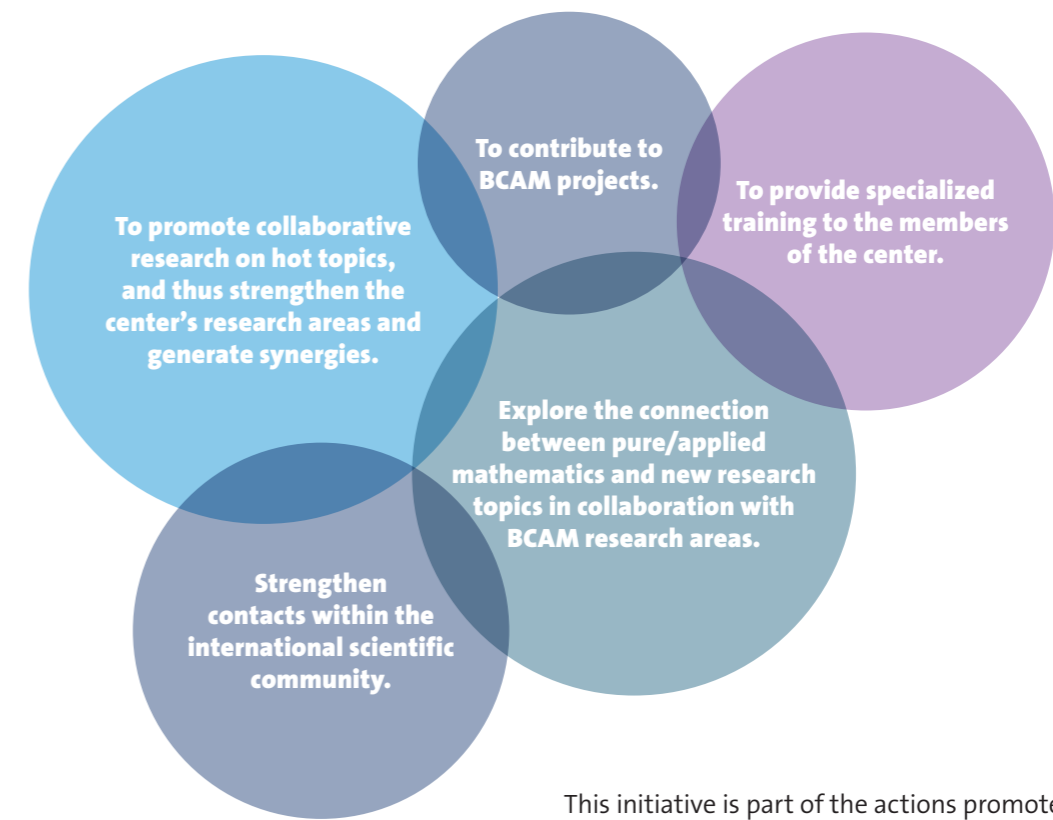 To contribute to
BCAM projects.
To provide specialized
training to the members
of the center.
To promote collaborative
research on hot topics,
and thus strengthen the
center's research areas and
generate synergies.
Explore the connection
between pure/applied
mathematics and new research
topics in collaboration with
BCAM research areas.
Strengthen
contacts within the
international scientific
community.
This initiative is part of the actions promote